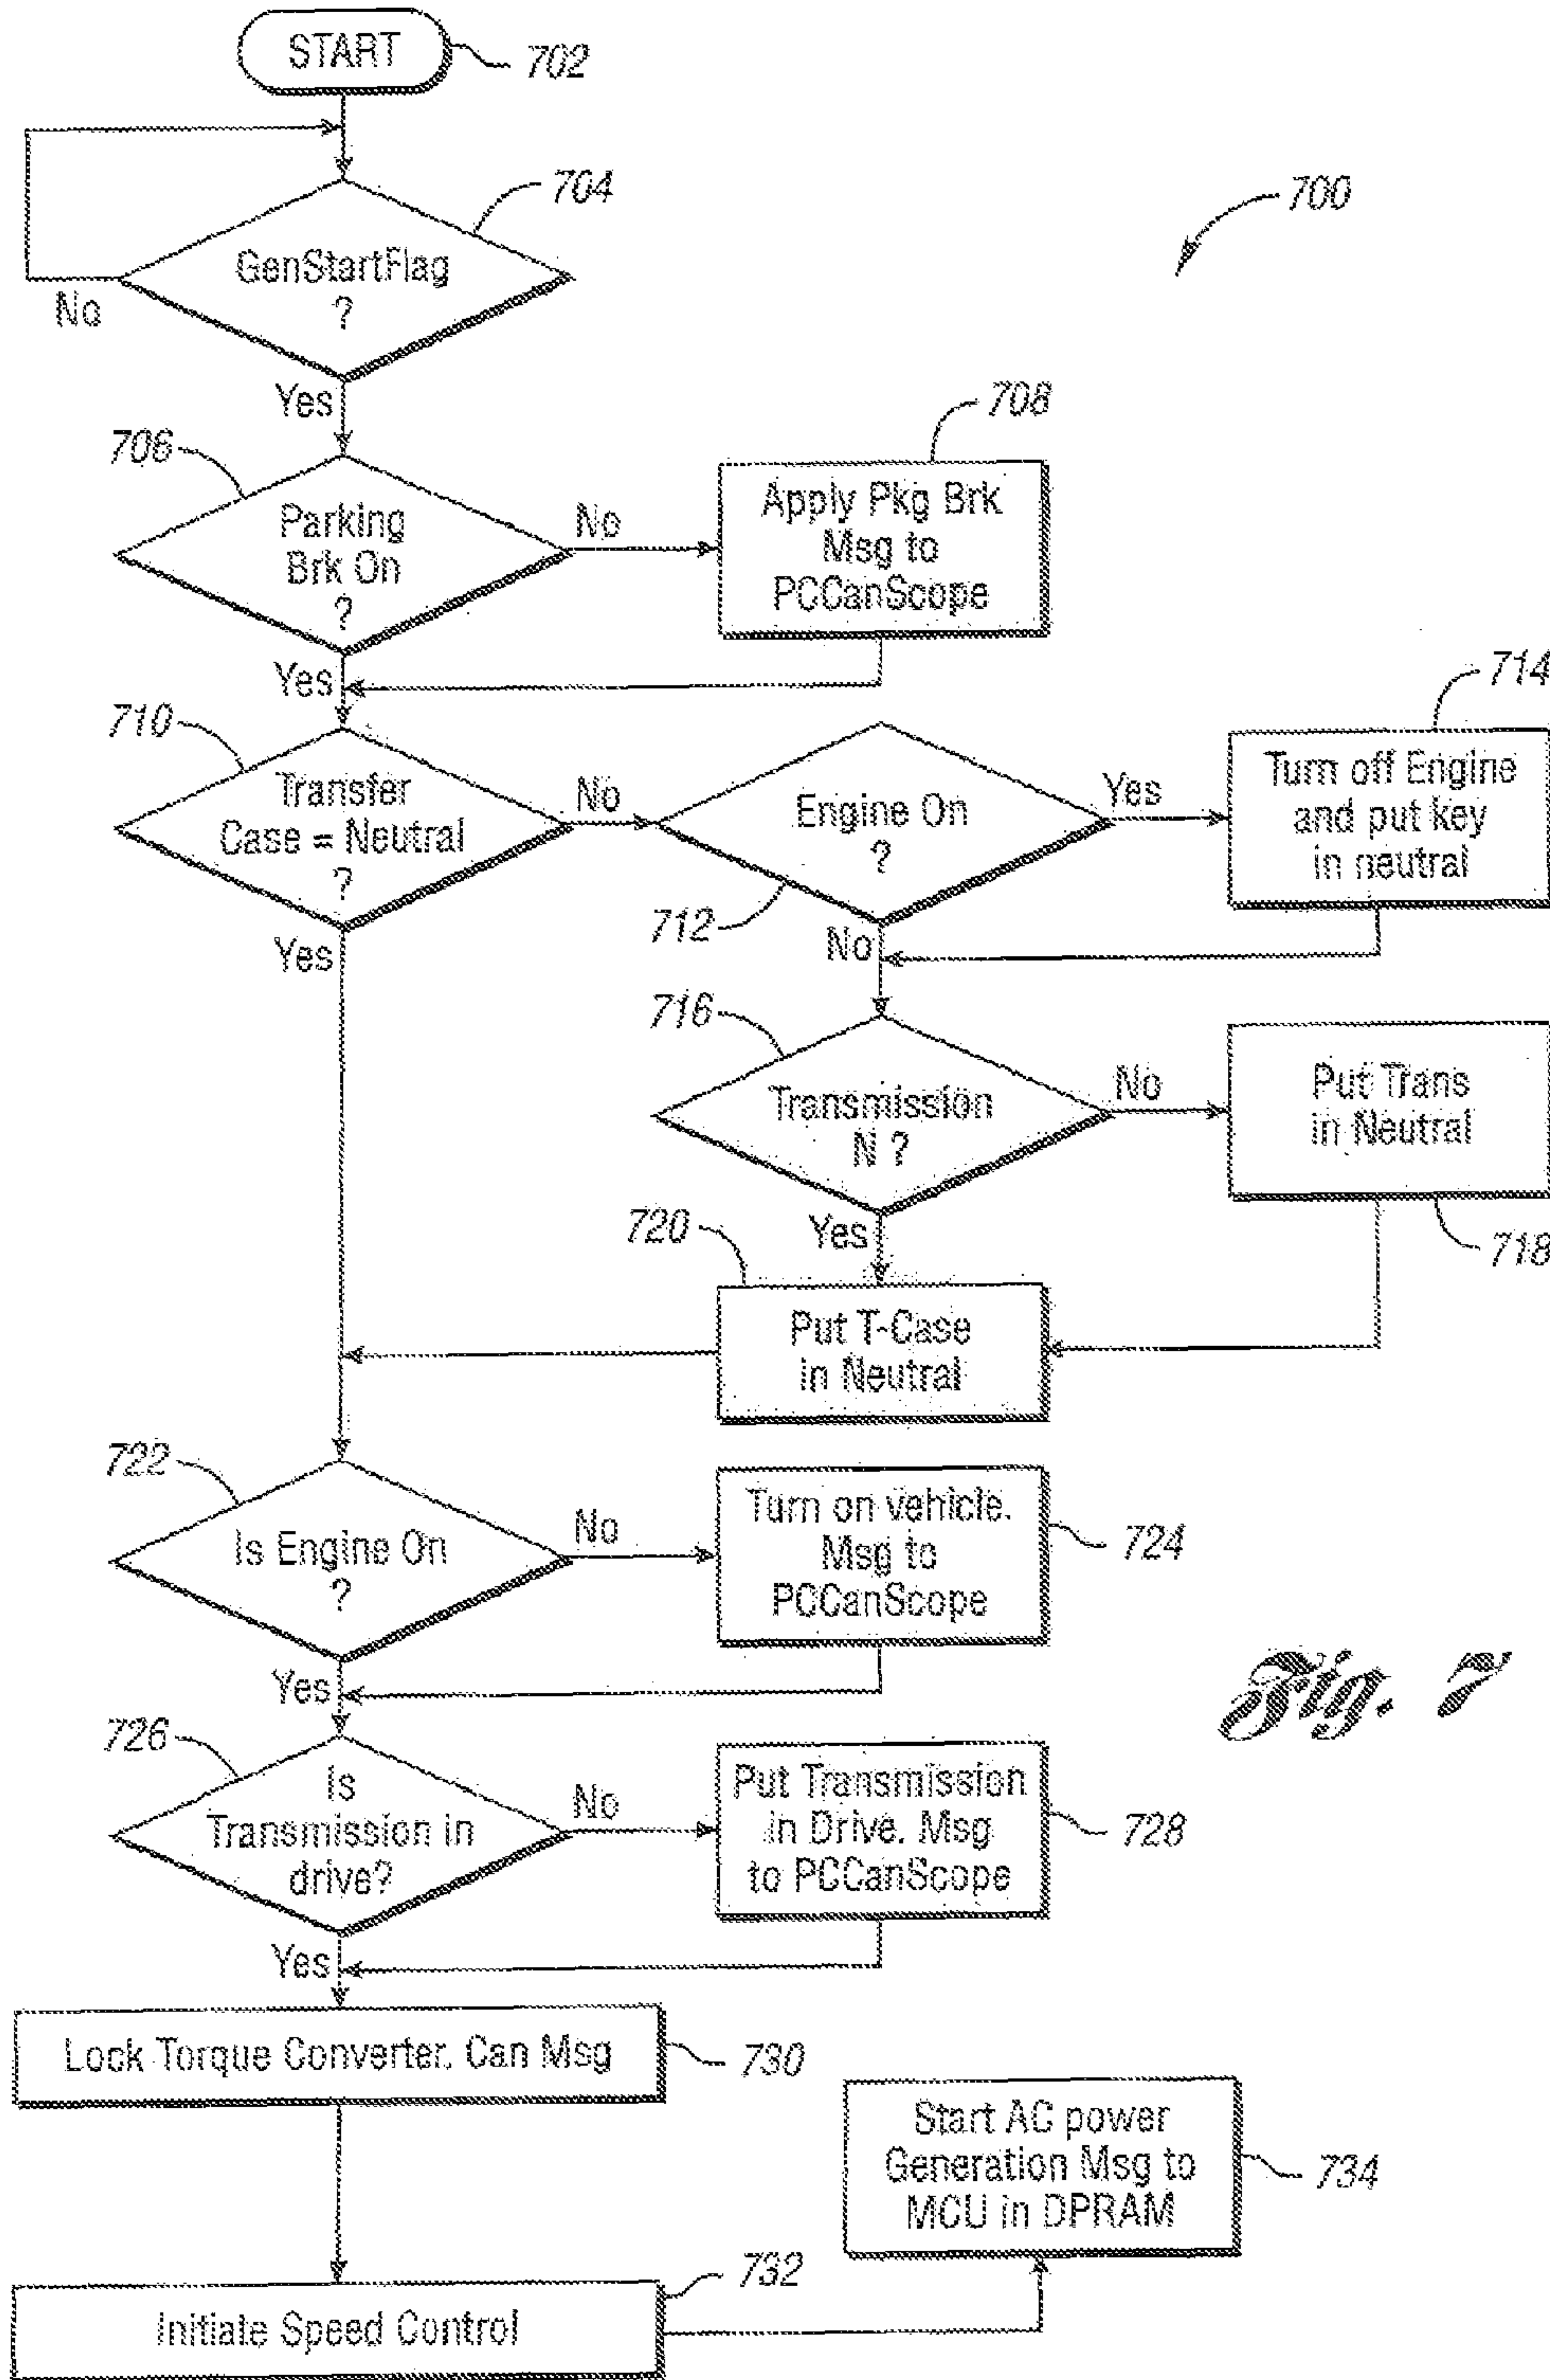 START
702
700
704
GenStartFlag
?
No
Yes
708
706
Parking
Brk On
?
No
Apply Pkg Brk
Msg to
PCCanScope
Yes
714
710
Transfer
Case = Neutral
?
No
Engine On
?
Yes
Turn off Engine
and put key
in neutral
712
Yes
No
716
Transmission
N ?
No
Put Trans
in Neutral
718
Yes
720
Put T-Case
in Neutral
722
Is Engine On
?
No
Turn on vehicle.
Msg to
PCCanScope
724
Yes
Fig. 7
726
Is
Transmission in
drive?
No
Put Transmission
in Drive. Msg
to PCCanScope
728
Yes
Lock Torque Converter. Can Msg
730
Start AC power
Generation Msg to
MCU in DPRAM
734
732
Initiate Speed Control